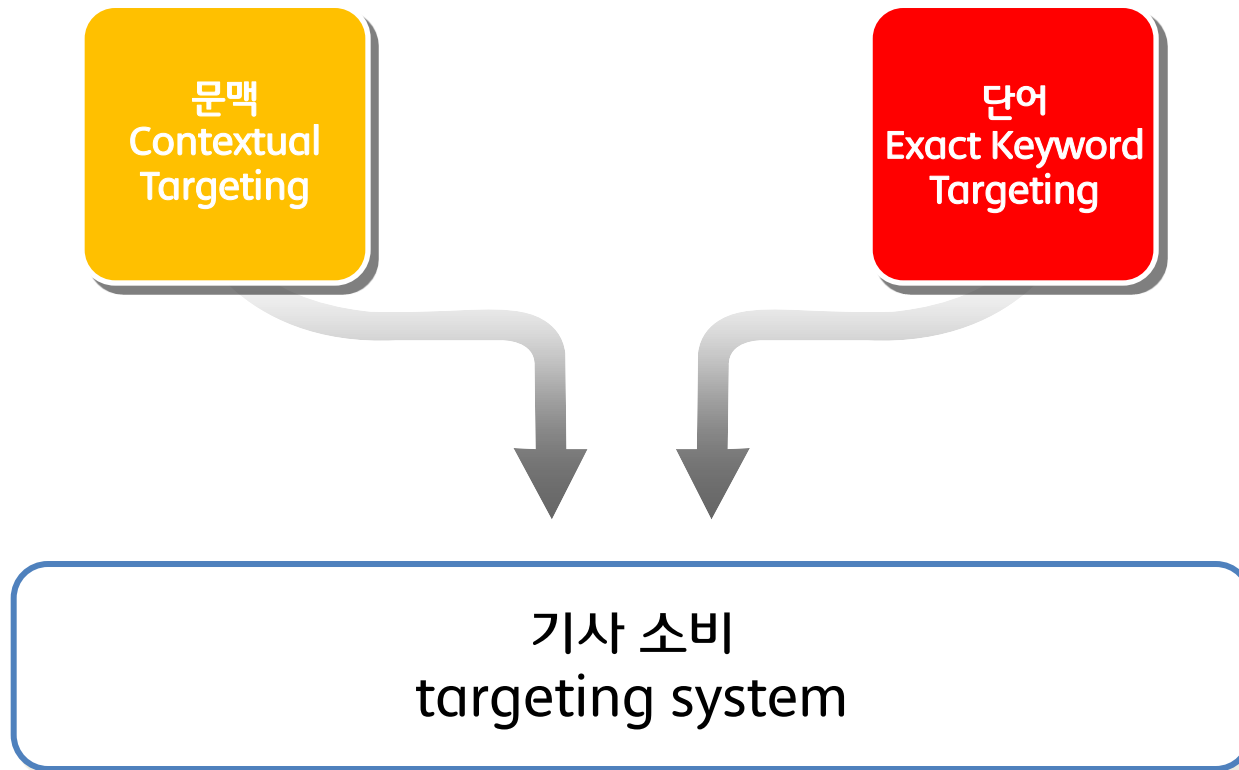 문맥
Contextual
Targeting
단어
Exact Keyword
Targeting
기사 소비
targeting system